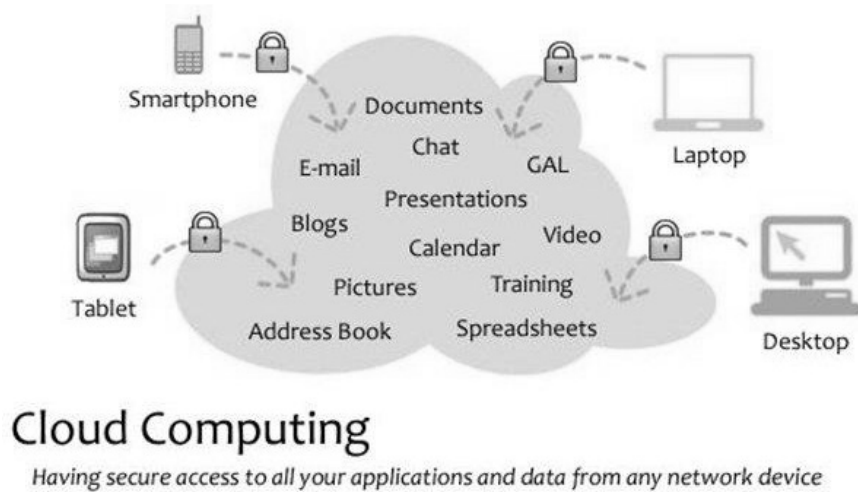 Smartphone
Documents
Chat
E-mail
GAL
Laptop
Presentations
Blogs
Video
Calendar
Tablet
Pictures
Training
Address Book
Spreadsheets
Desktop
Cloud Computing
Having secure access to all your applications and data from any network device